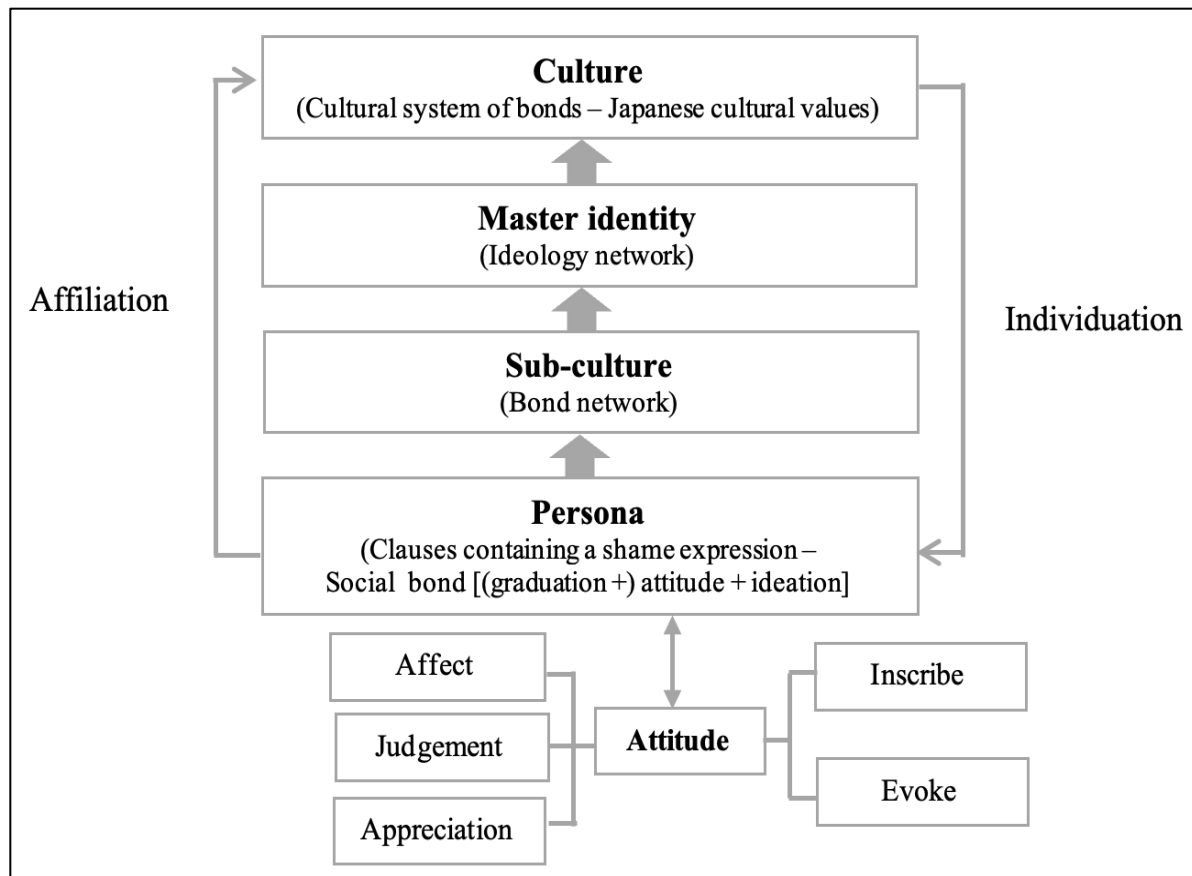 Culture
(Cultural system of bonds – Japanese cultural values)
Master identity
(Ideology network)
Affiliation
Individuation
Sub-culture
(Bond network)
Persona
(Clauses containing a shame expression –
Social bond [(graduation +) attitude + ideation]
Affect
Judgement
Appreciation
Attitude
Inscribe
Evoke